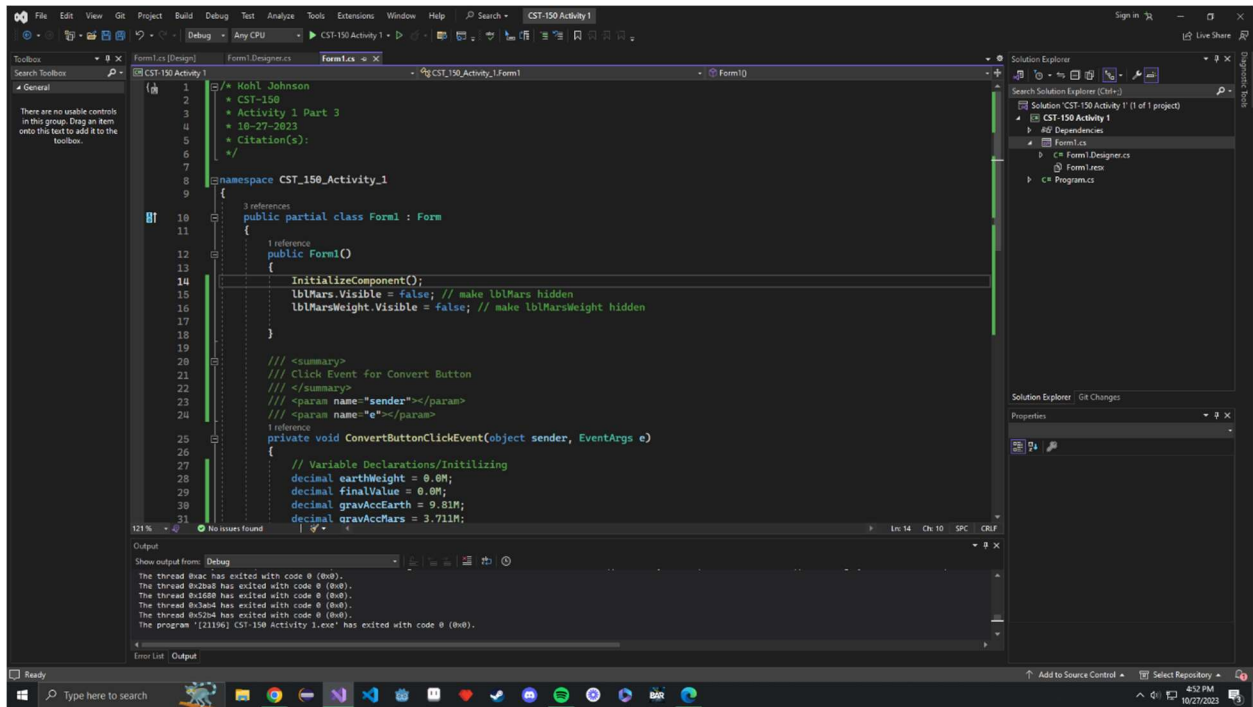 File Edit View Git Project Build Debug Test Analyze Tools Extensions Window Help Search CST-150 Activity 1 Sign in
Debug Any CPU CST-150 Activity 1 Live Share
Toolbox
Search Toolbox
General
There are no usable controls
in this group. Drag an item
onto this text to add it to the
toolbox.
Form1.cs [Design] Form1.Designer.cs Form1.cs
CST-150 Activity 1 CST_150_Activity_1.Form1 Form1()
1 /* Kohl Johnson
2 * CST-150
3 * Activity 1 Part 3
4 * 10-27-2023
5 * Citation(s):
6 */
7
8 namespace CST_150_Activity_1
9 {
3 references
10 public partial class Form1 : Form
11 {
1 reference
12 public Form1()
13 {
14 InitializeComponent();
15 lblMars.Visible = false; // make lblMars hidden
16 lblMarsWeight.Visible = false; // make lblMarsWeight hidden
17
18 }
19
20 /// <summary>
21 /// Click Event for Convert Button
22 /// </summary>
23 /// <param name="sender"></param>
24 /// <param name="e"></param>
1 reference
25 private void ConvertButtonClickEvent(object sender, EventArgs e)
26 {
27 // Variable Declarations/Initilizing
28 decimal earthWeight = 0.0M;
29 decimal finalValue = 0.0M;
30 decimal gravAccEarth = 9.81M;
31 decimal gravAccMars = 3.711M;
121 % No issues found Ln: 14 Ch: 10 SPC CRLF
Output
Show output from: Debug
The thread 0xac has exited with code 0 (0x0).
The thread 0x2ba8 has exited with code 0 (0x0).
The thread 0x1680 has exited with code 0 (0x0).
The thread 0x3ab4 has exited with code 0 (0x0).
The thread 0x52b4 has exited with code 0 (0x0).
The program '[21196] CST-150 Activity 1.exe' has exited with code 0 (0x0).
Error List Output
Solution Explorer
Search Solution Explorer (Ctrl+;)
Solution 'CST-150 Activity 1' (1 of 1 project)
CST-150 Activity 1
Dependencies
Form1.cs
C# Form1.Designer.cs
Form1.resx
C# Program.cs
Solution Explorer Git Changes
Properties
Diagnostic Tools
Ready Add to Source Control Select Repository
Type here to search BAR 4:52 PM
10/27/2023